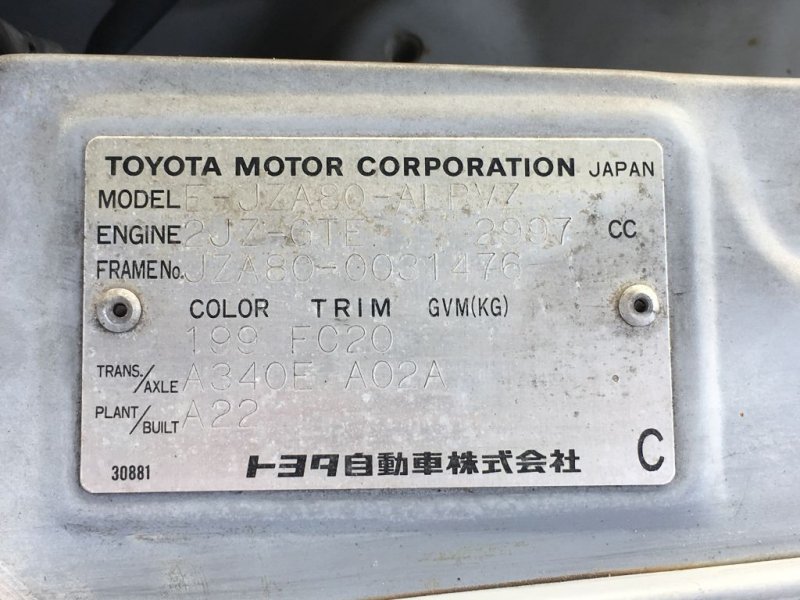 TOYOTA MOTOR CORPORATION JAPAN
MODEL E-JZA80-ALPVZ
ENGINE 2JZ-GTE 2997 CC
FRAME No. JZA80-0031476
COLOR TRIM GVM(KG)
199 FC20
TRANS./AXLE A340E A02A
PLANT/BUILT A22
30881 トヨタ自動車株式会社 C